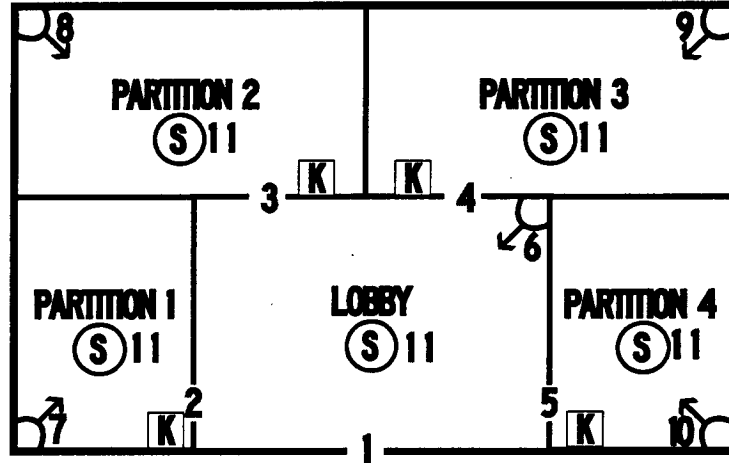 8
9
PARTITION 2
PARTITION 3
S 11
S 11
K
K
3
4
6
PARTITION 1
LOBBY
PARTITION 4
S 11
S 11
S 11
2
5
7
K
K
10
1